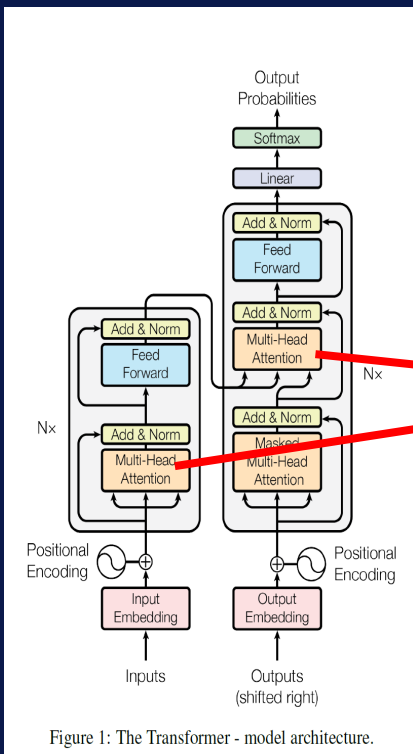 Output
Probabilities
Softmax
Linear
Add & Norm
Feed
Forward
Add & Norm
Multi-Head
Attention
Nx
Add & Norm
Masked
Multi-Head
Attention
Add & Norm
Feed
Forward
Nx
Add & Norm
Multi-Head
Attention
Positional
Encoding
Positional
Encoding
Input
Embedding
Output
Embedding
Inputs
Outputs
(shifted right)
Figure 1: The Transformer - model architecture.